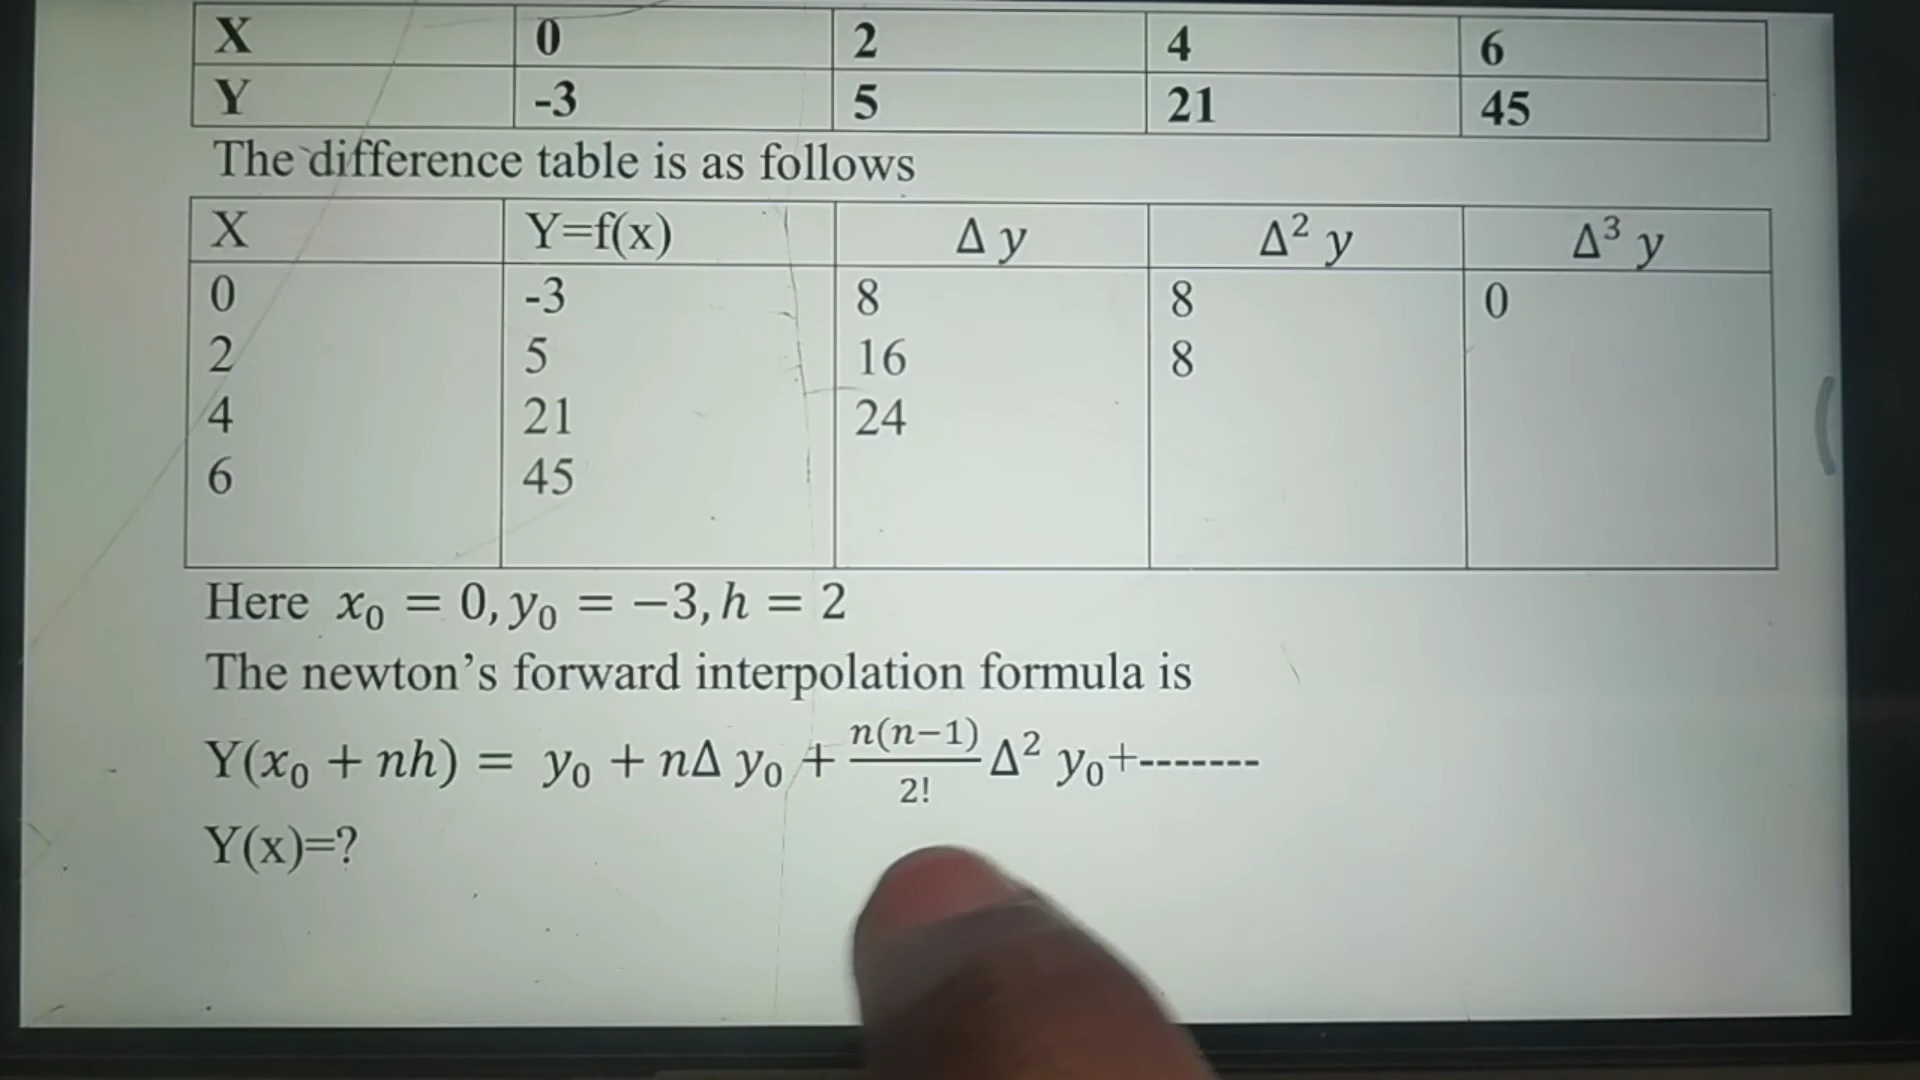 X 0 2 4 6
Y -3 5 21 45
The difference table is as follows
X Y=f(x) Δ y Δ² y Δ³ y
0 -3 8 8 0
2 5 16 8
4 21 24
6 45
Here x₀ = 0, y₀ = −3, h = 2
The newton’s forward interpolation formula is
Y(x₀ + nh) = y₀ + nΔ y₀ + n(n−1)/2! Δ² y₀+-------
Y(x)=?